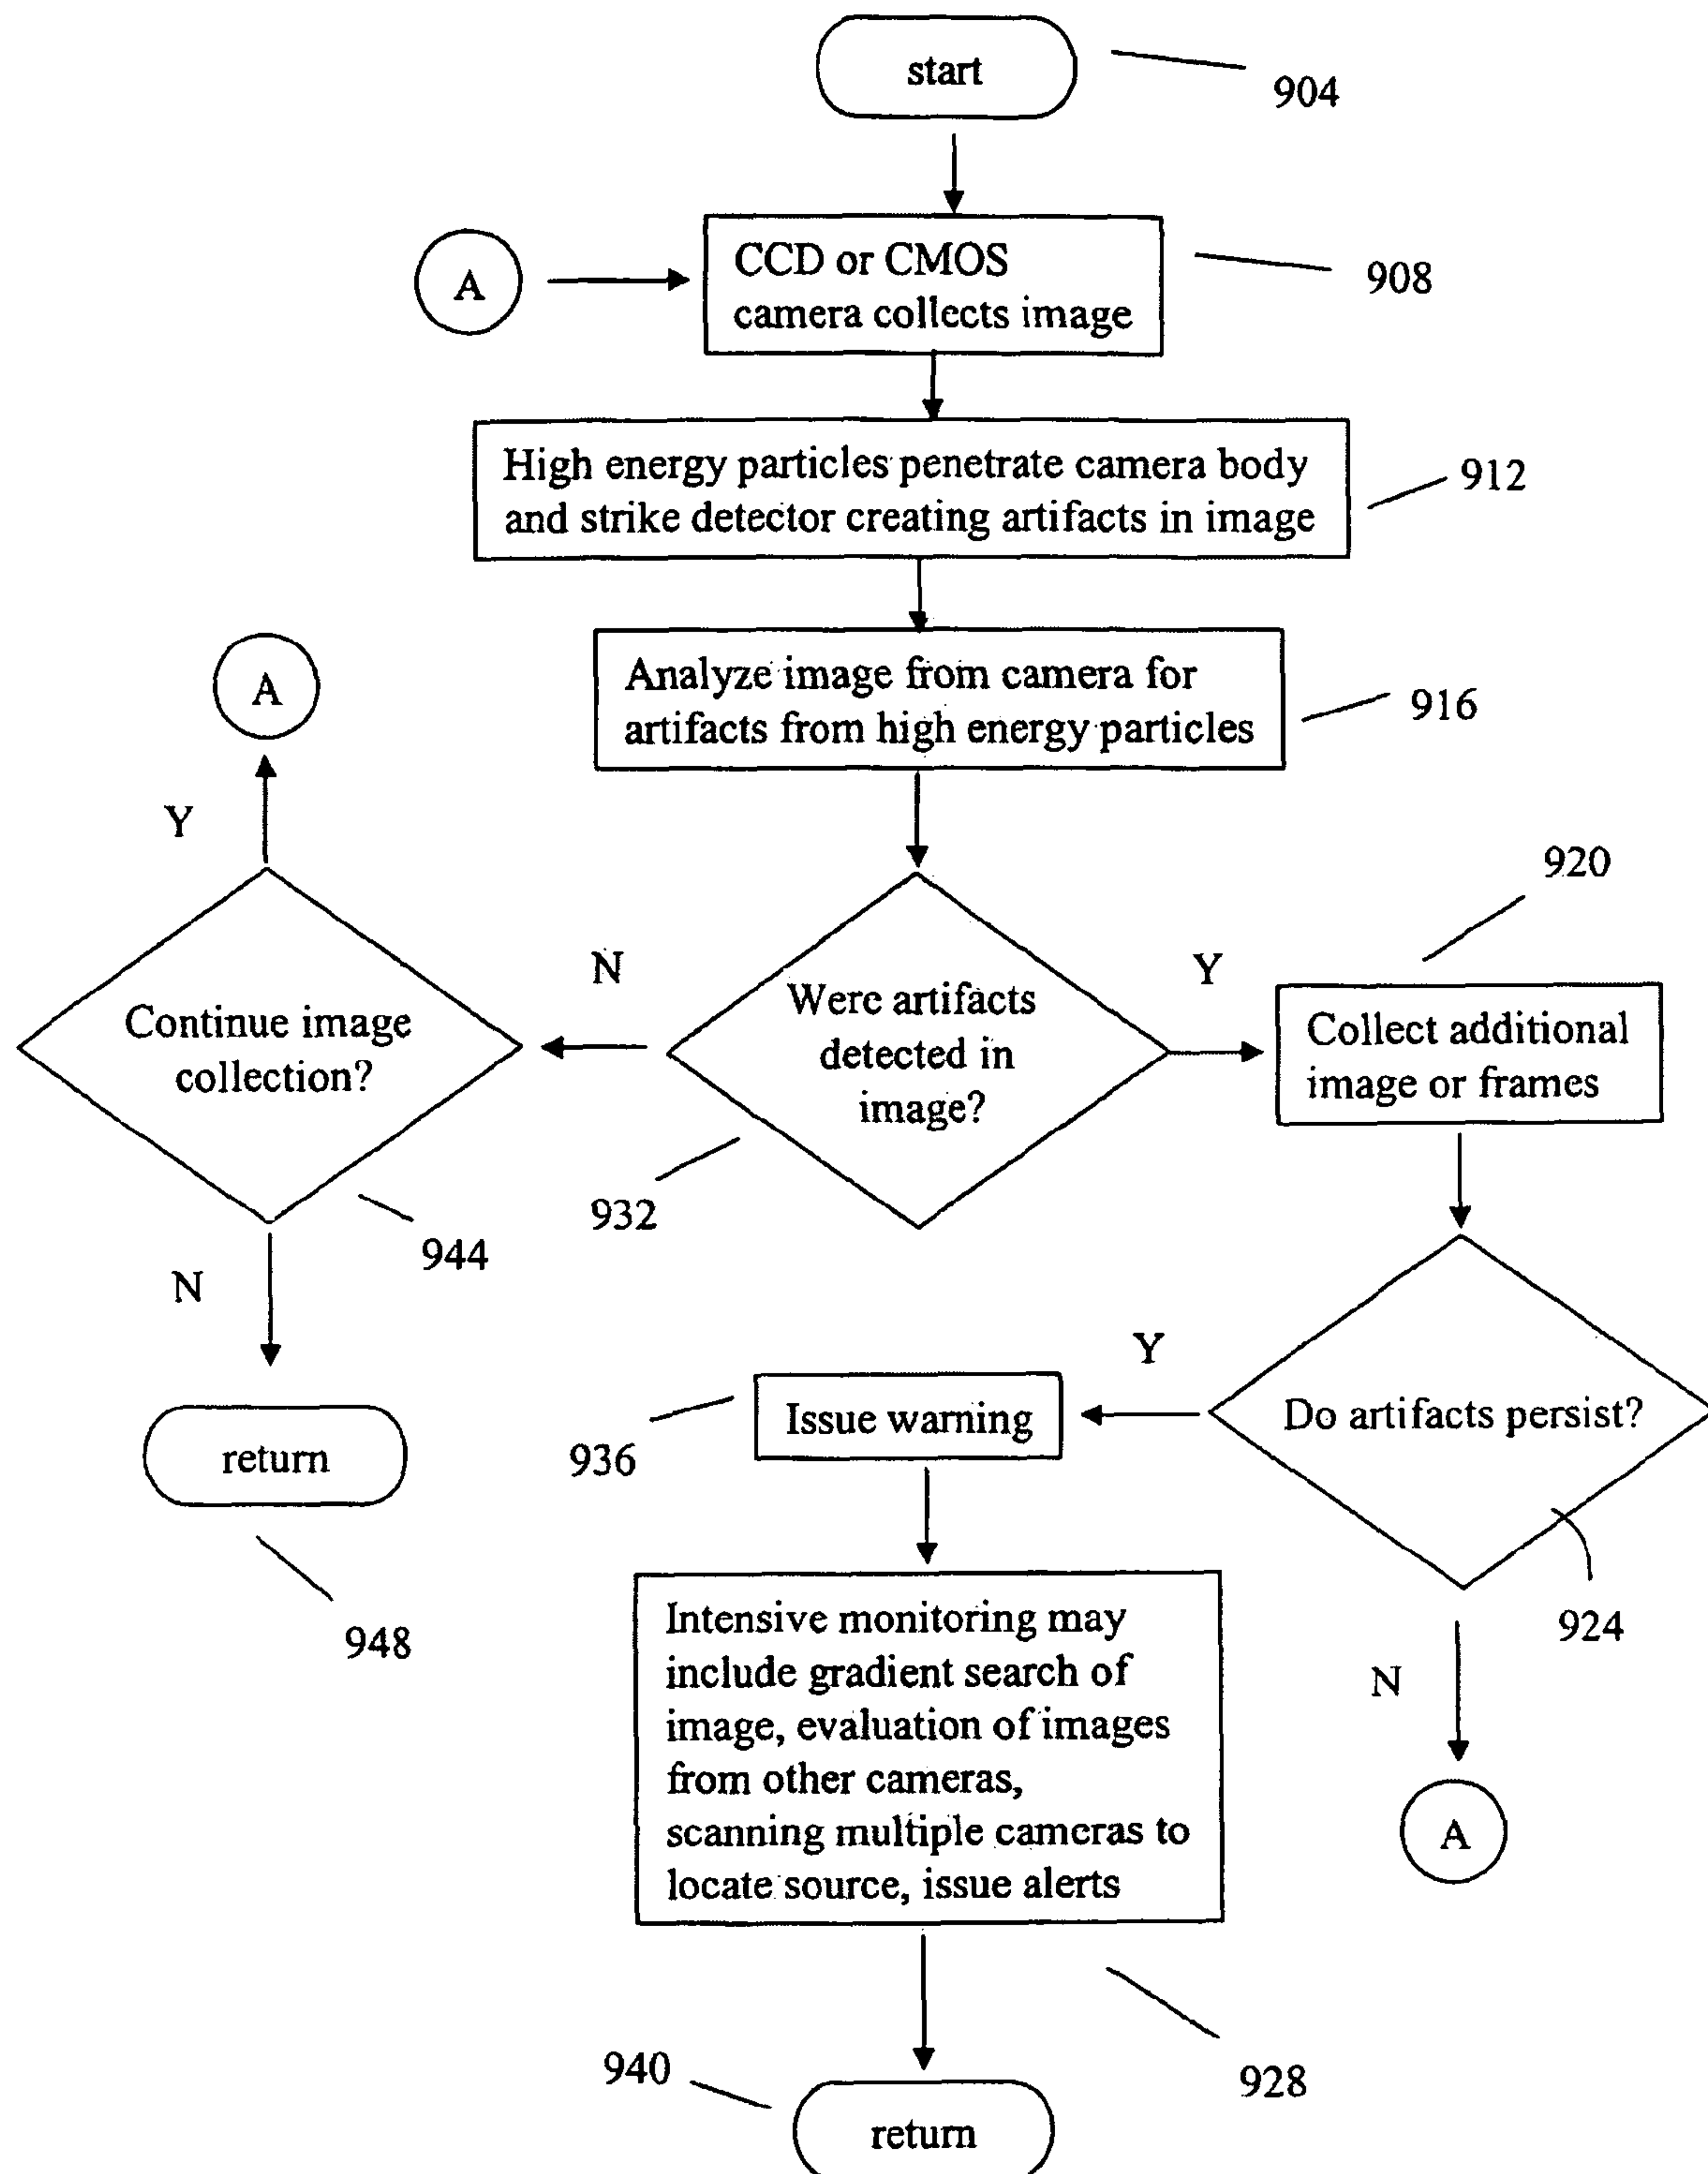 start
904
A
CCD or CMOS
camera collects image
908
High energy particles penetrate camera body
and strike detector creating artifacts in image
912
Analyze image from camera for
artifacts from high energy particles
916
A
Y
920
Continue image
collection?
N
Were artifacts
detected in
image?
Y
Collect additional
image or frames
932
944
N
Y
Do artifacts persist?
Issue warning
936
return
948
924
N
Intensive monitoring may
include gradient search of
image, evaluation of images
from other cameras,
scanning multiple cameras to
locate source, issue alerts
A
928
940
return